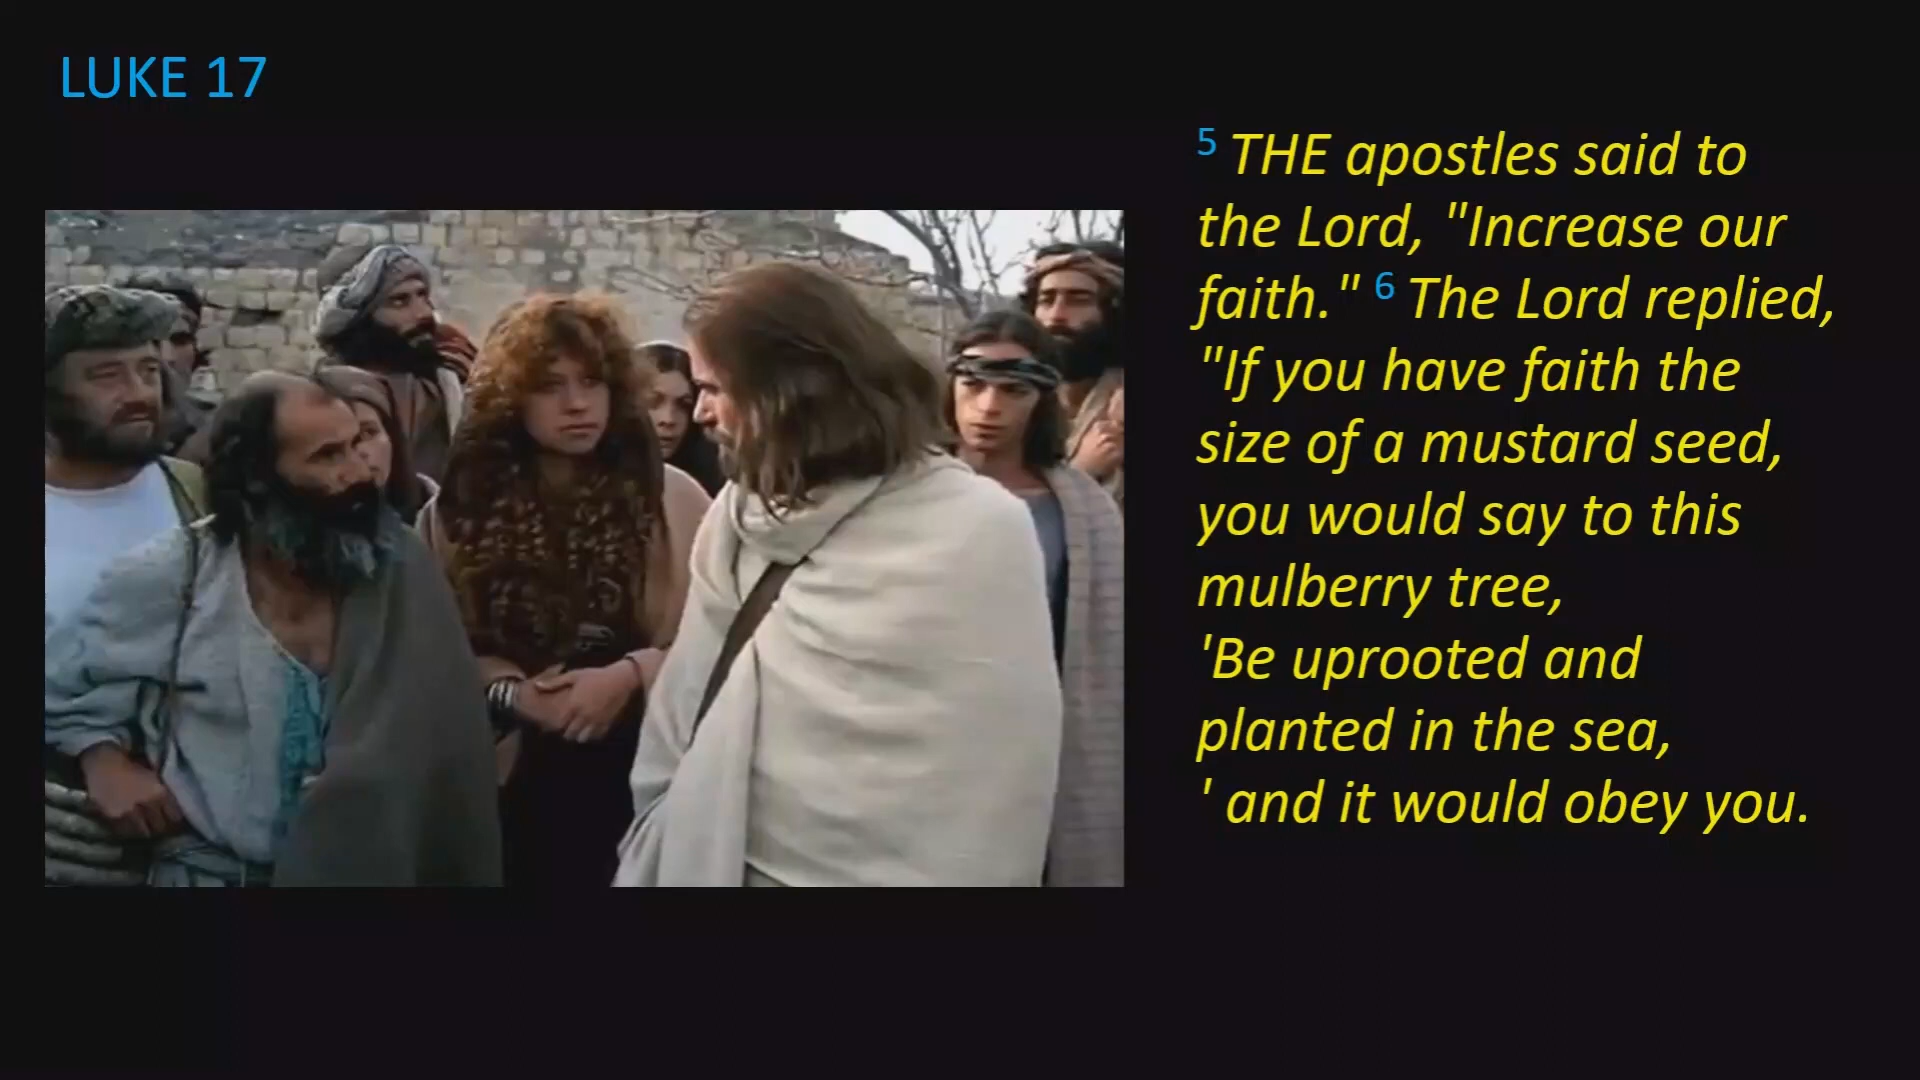 LUKE 17
5 THE apostles said to
the Lord, "Increase our
faith." 6 The Lord replied,
"If you have faith the
size of a mustard seed,
you would say to this
mulberry tree,
'Be uprooted and
planted in the sea,
' and it would obey you.